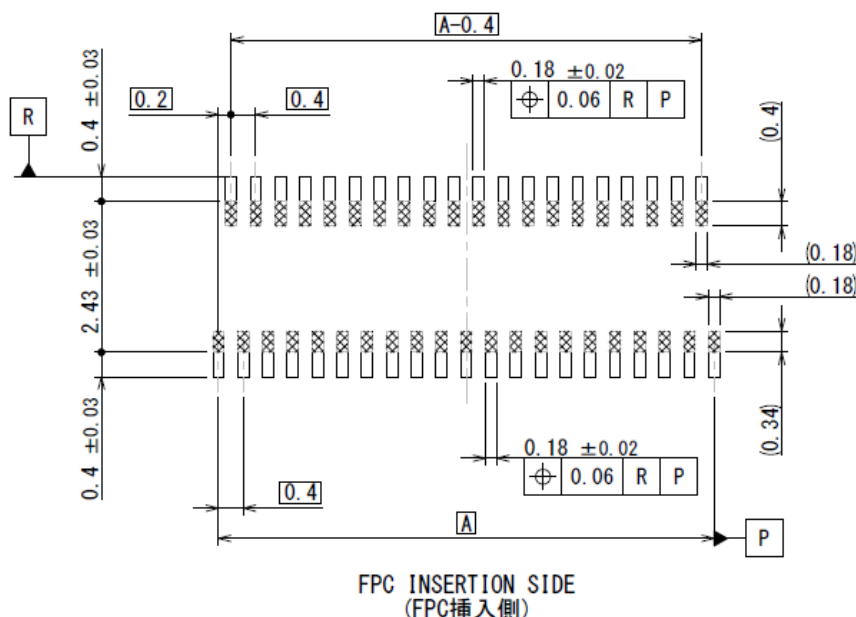 A-0.4
0.18 ±0.02
⌖ 0.06 R P
0.2
0.4
0.4 ±0.03
R
(0.4)
2.43 ±0.03
(0.18)
(0.18)
0.4 ±0.03
(0.34)
0.18 ±0.02
⌖ 0.06 R P
0.4
A
P
FPC INSERTION SIDE
(FPC挿入側)